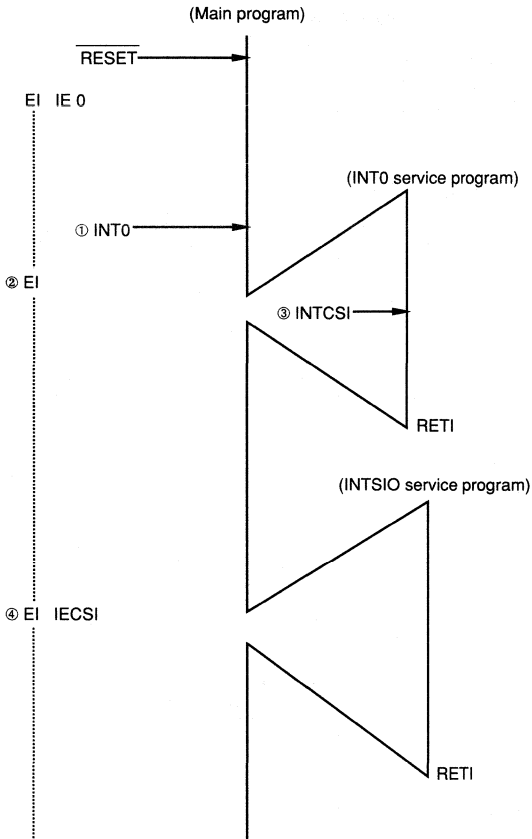 (Main program)
RESET
EI IE 0
(INT0 service program)
① INT0
② EI
③ INTCSI
RETI
(INTSIO service program)
④ EI IECSI
RETI